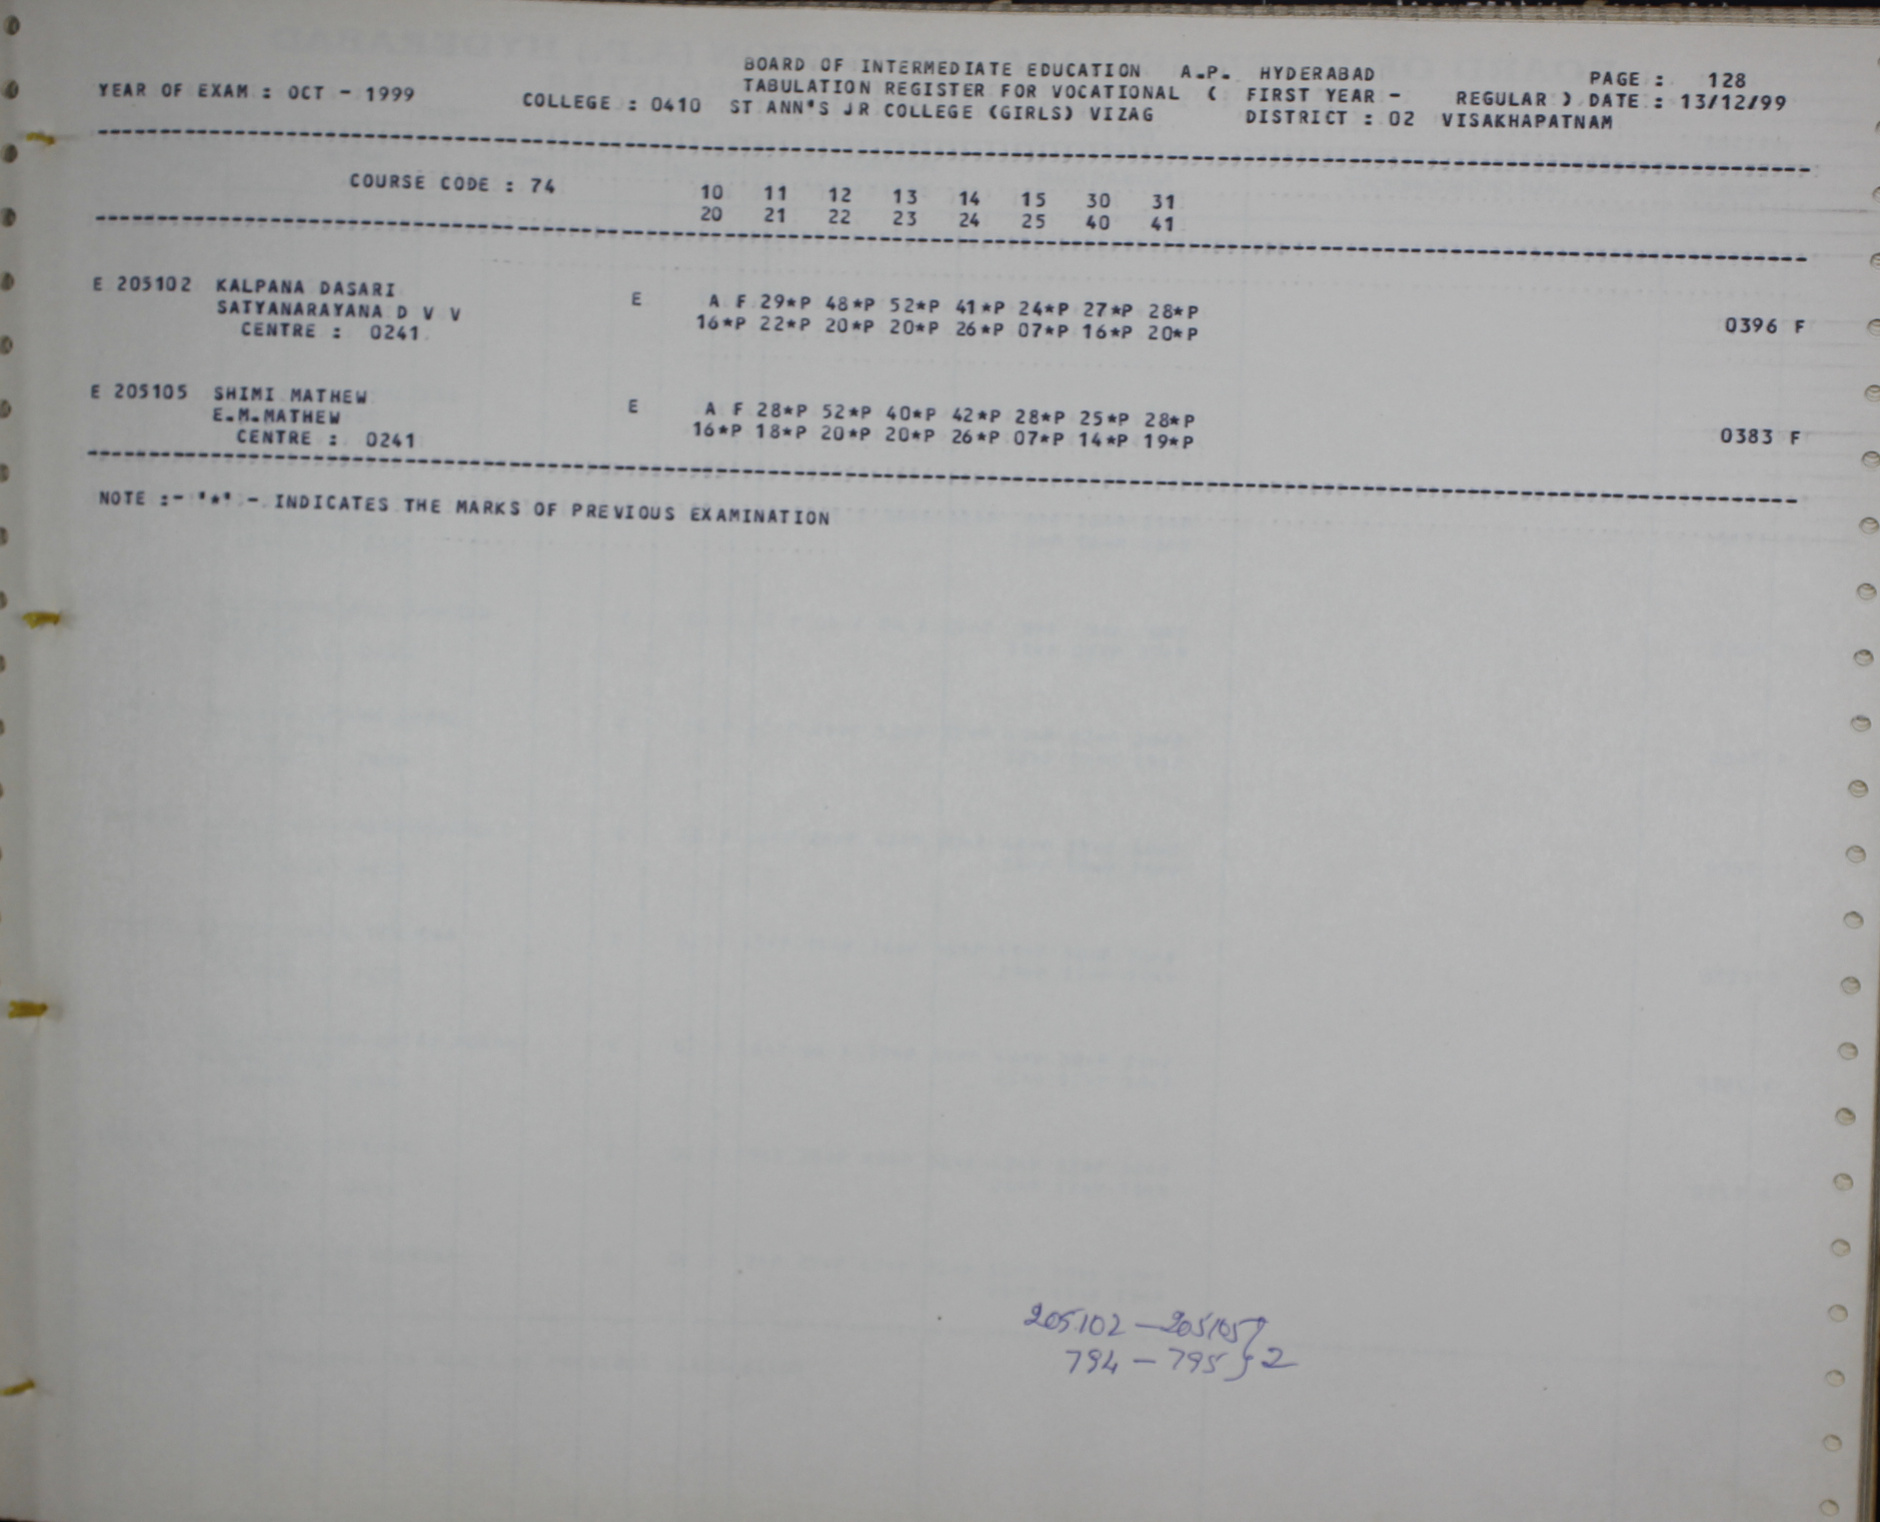 BOARD OF INTERMEDIATE EDUCATION A.P. HYDERABAD PAGE : 128
YEAR OF EXAM : OCT - 1999 TABULATION REGISTER FOR VOCATIONAL ( FIRST YEAR - REGULAR ) DATE : 13/12/99
COLLEGE : 0410 ST ANN'S JR COLLEGE (GIRLS) VIZAG DISTRICT : 02 VISAKHAPATNAM
COURSE CODE : 74 10 11 12 13 14 15 30 31
20 21 22 23 24 25 40 41
E 205102 KALPANA DASARI E A F 29*P 48*P 52*P 41*P 24*P 27*P 28*P
SATYANARAYANA D V V 16*P 22*P 20*P 20*P 26*P 07*P 16*P 20*P 0396 F
CENTRE : 0241
E 205105 SHIMI MATHEW E A F 28*P 52*P 40*P 42*P 28*P 25*P 28*P
E.M.MATHEW 16*P 18*P 20*P 20*P 26*P 07*P 14*P 19*P 0383 F
CENTRE : 0241
NOTE :- '*' - INDICATES THE MARKS OF PREVIOUS EXAMINATION
205102 - 205105
794 - 795 } 2